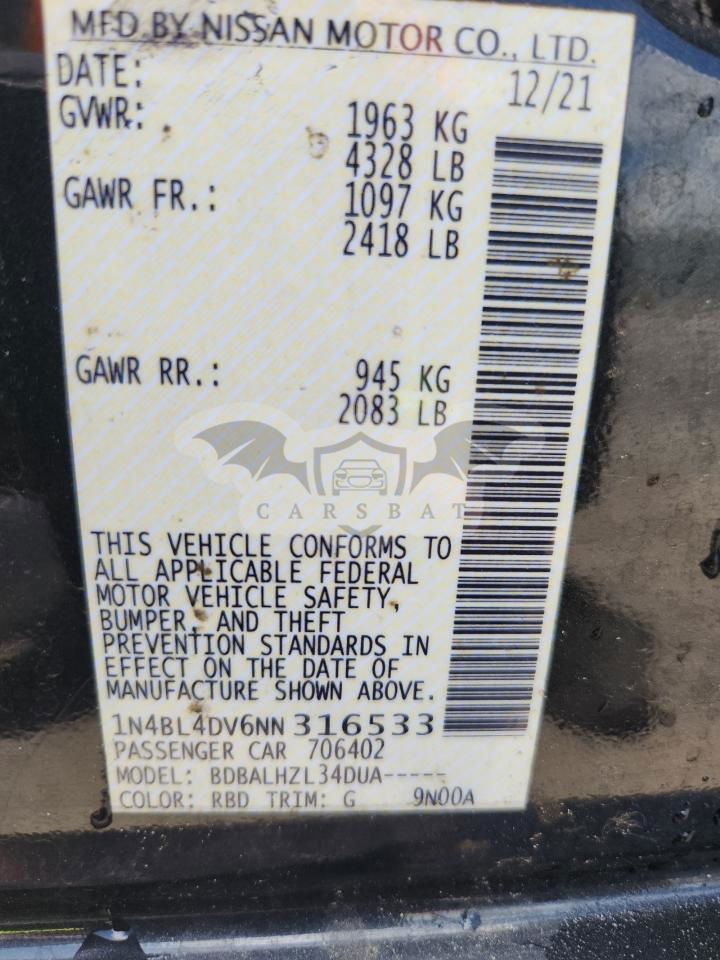 MFD BY NISSAN MOTOR CO., LTD.
DATE: 12/21
GVWR: 1963 KG
4328 LB
GAWR FR.: 1097 KG
2418 LB
GAWR RR.: 945 KG
2083 LB
CARSBAT
THIS VEHICLE CONFORMS TO
ALL APPLICABLE FEDERAL
MOTOR VEHICLE SAFETY,
BUMPER, AND THEFT
PREVENTION STANDARDS IN
EFFECT ON THE DATE OF
MANUFACTURE SHOWN ABOVE.
1N4BL4DV6NN316533
PASSENGER CAR 706402
MODEL: BDBALHZL34DUA-----
COLOR: RBD TRIM: G 9N00A